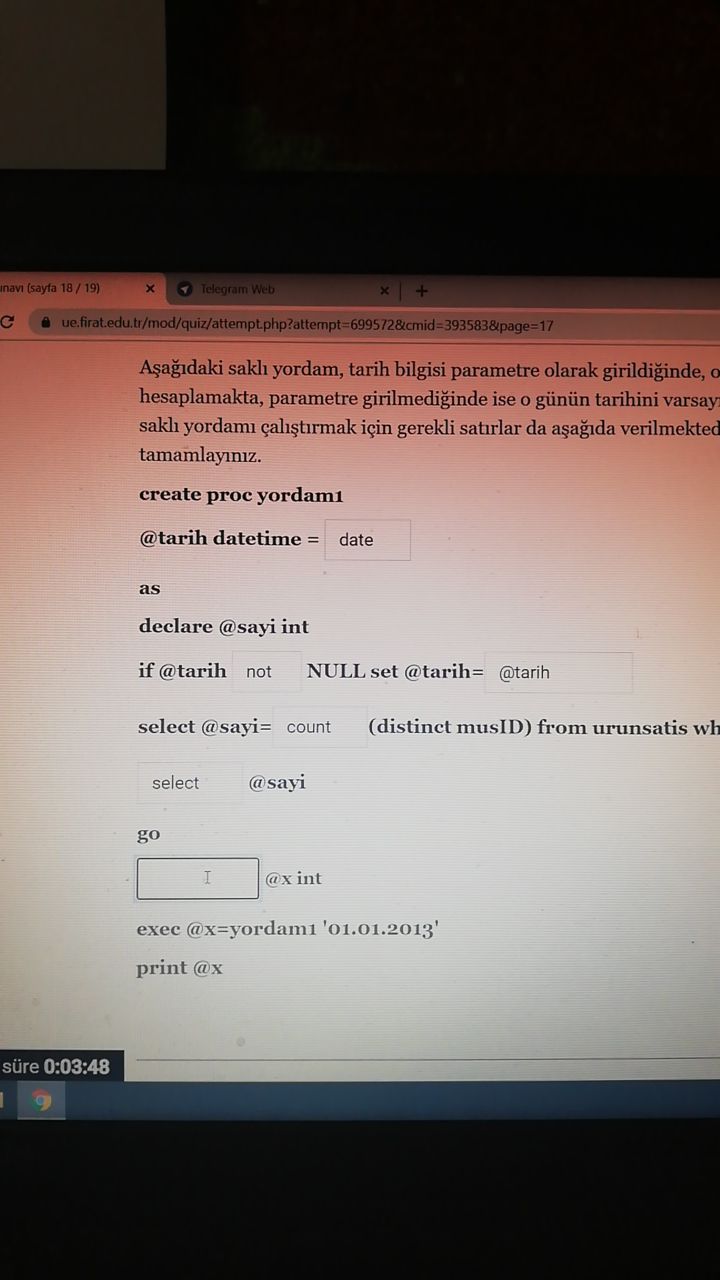 ınavı (sayfa 18 / 19)
Telegram Web
ue.firat.edu.tr/mod/quiz/attempt.php?attempt=699572&cmid=393583&page=17
Aşağıdaki saklı yordam, tarih bilgisi parametre olarak girildiğinde, o
hesaplamakta, parametre girilmediğinde ise o günün tarihini varsay
saklı yordamı çalıştırmak için gerekli satırlar da aşağıda verilmekted
tamamlayınız.
create proc yordam1
@tarih datetime = date
as
declare @sayi int
if @tarih not NULL set @tarih= @tarih
select @sayi= count (distinct musID) from urunsatis wh
select @sayi
go
@x int
exec @x=yordam1 '01.01.2013'
print @x
süre 0:03:48